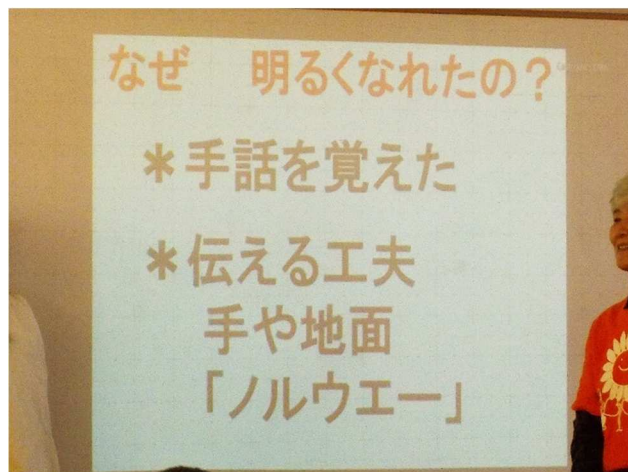 なぜ　明るくなれたの？
＊手話を覚えた
＊伝える工夫
手や地面
「ノルウエー」